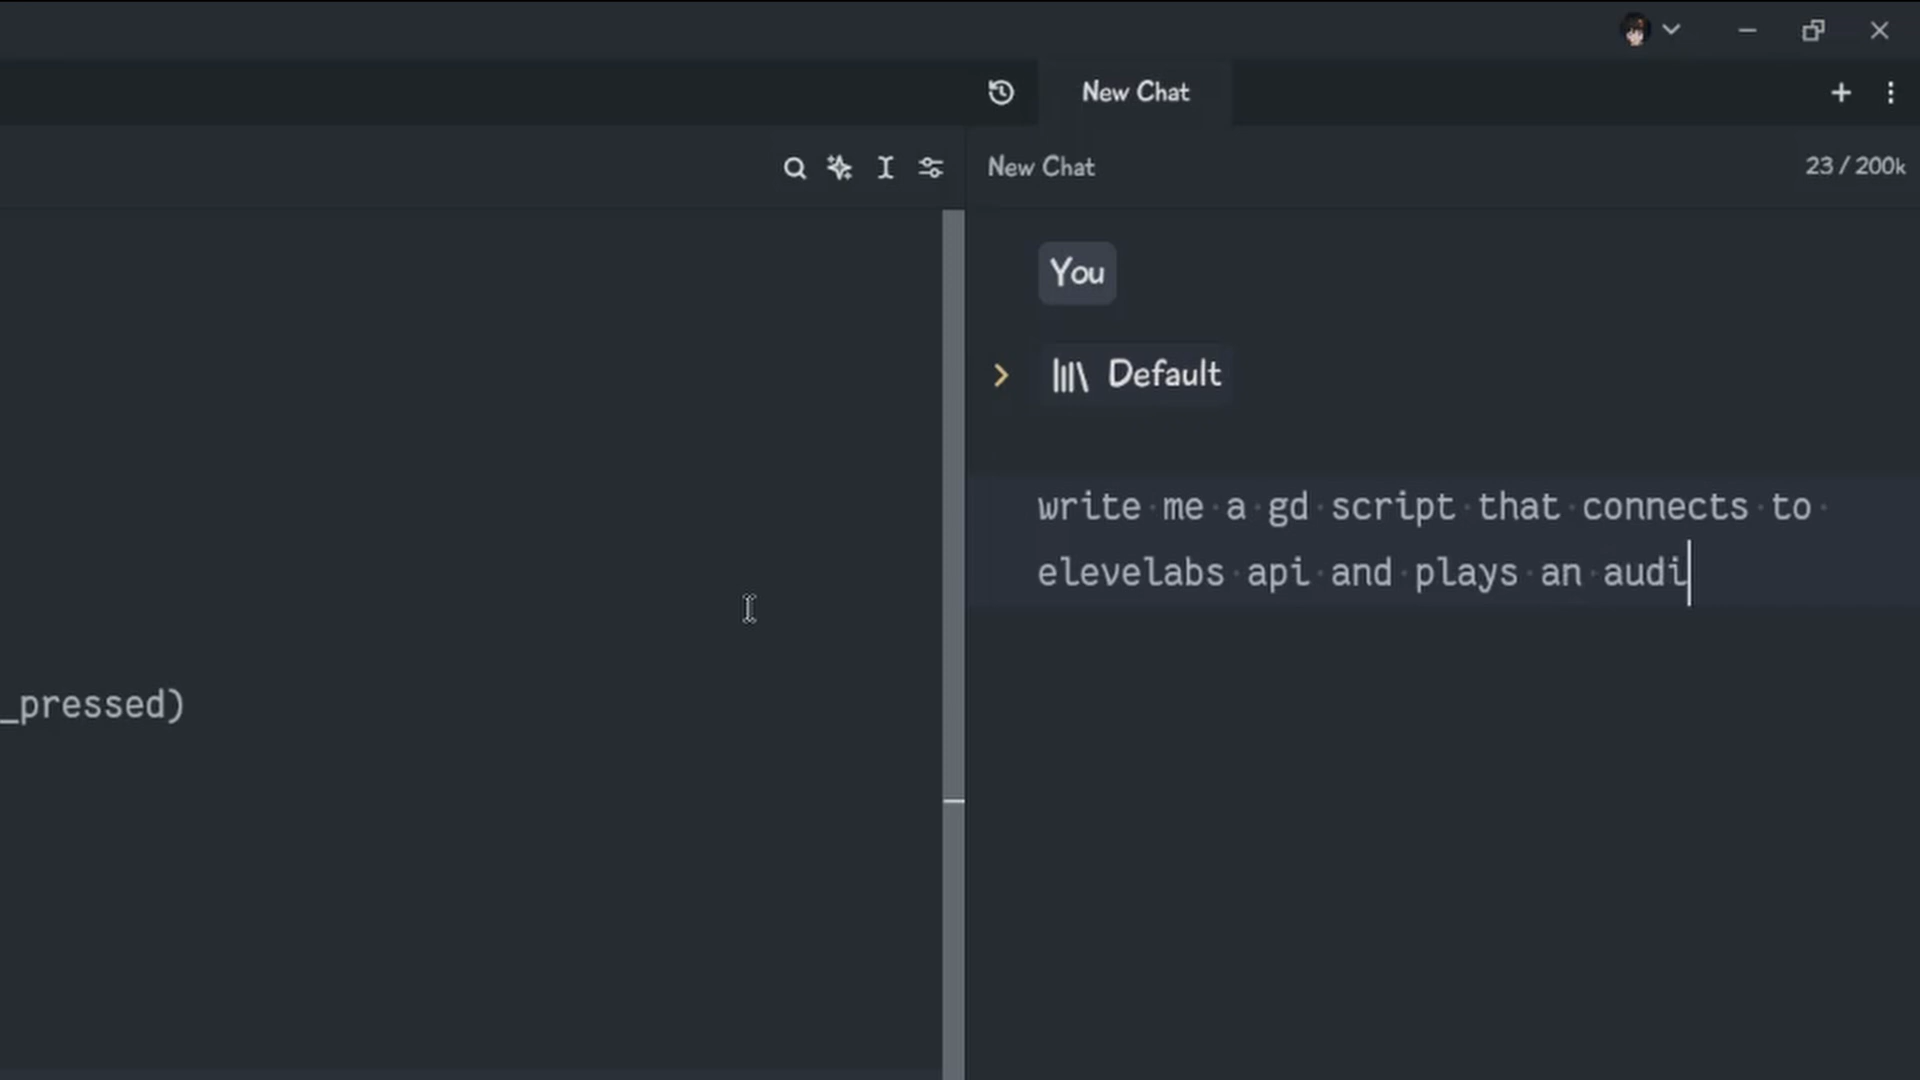 New Chat
New Chat
23 / 200k
You
Default
write me a gd script that connects to
elevelabs api and plays an audi
_pressed)